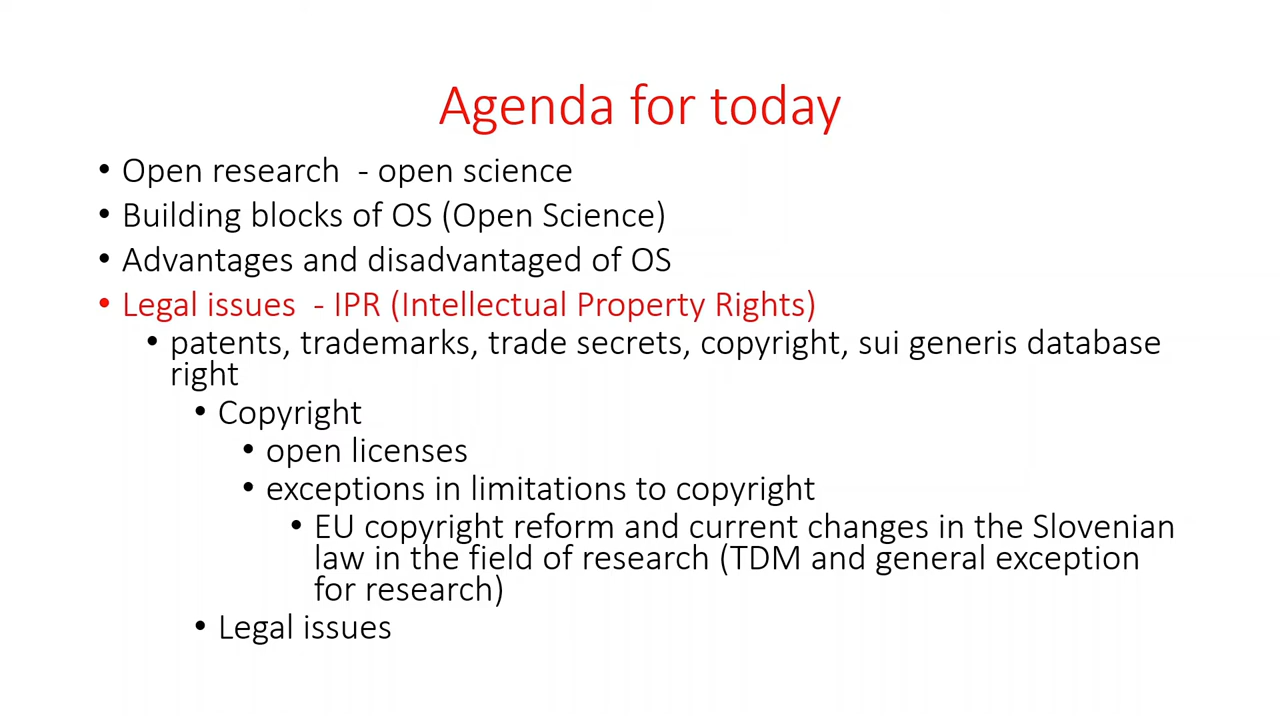 Agenda for today
• Open research - open science
• Building blocks of OS (Open Science)
• Advantages and disadvantaged of OS
• Legal issues - IPR (Intellectual Property Rights)
• patents, trademarks, trade secrets, copyright, sui generis database
right
• Copyright
• open licenses
• exceptions in limitations to copyright
• EU copyright reform and current changes in the Slovenian
law in the field of research (TDM and general exception
for research)
• Legal issues